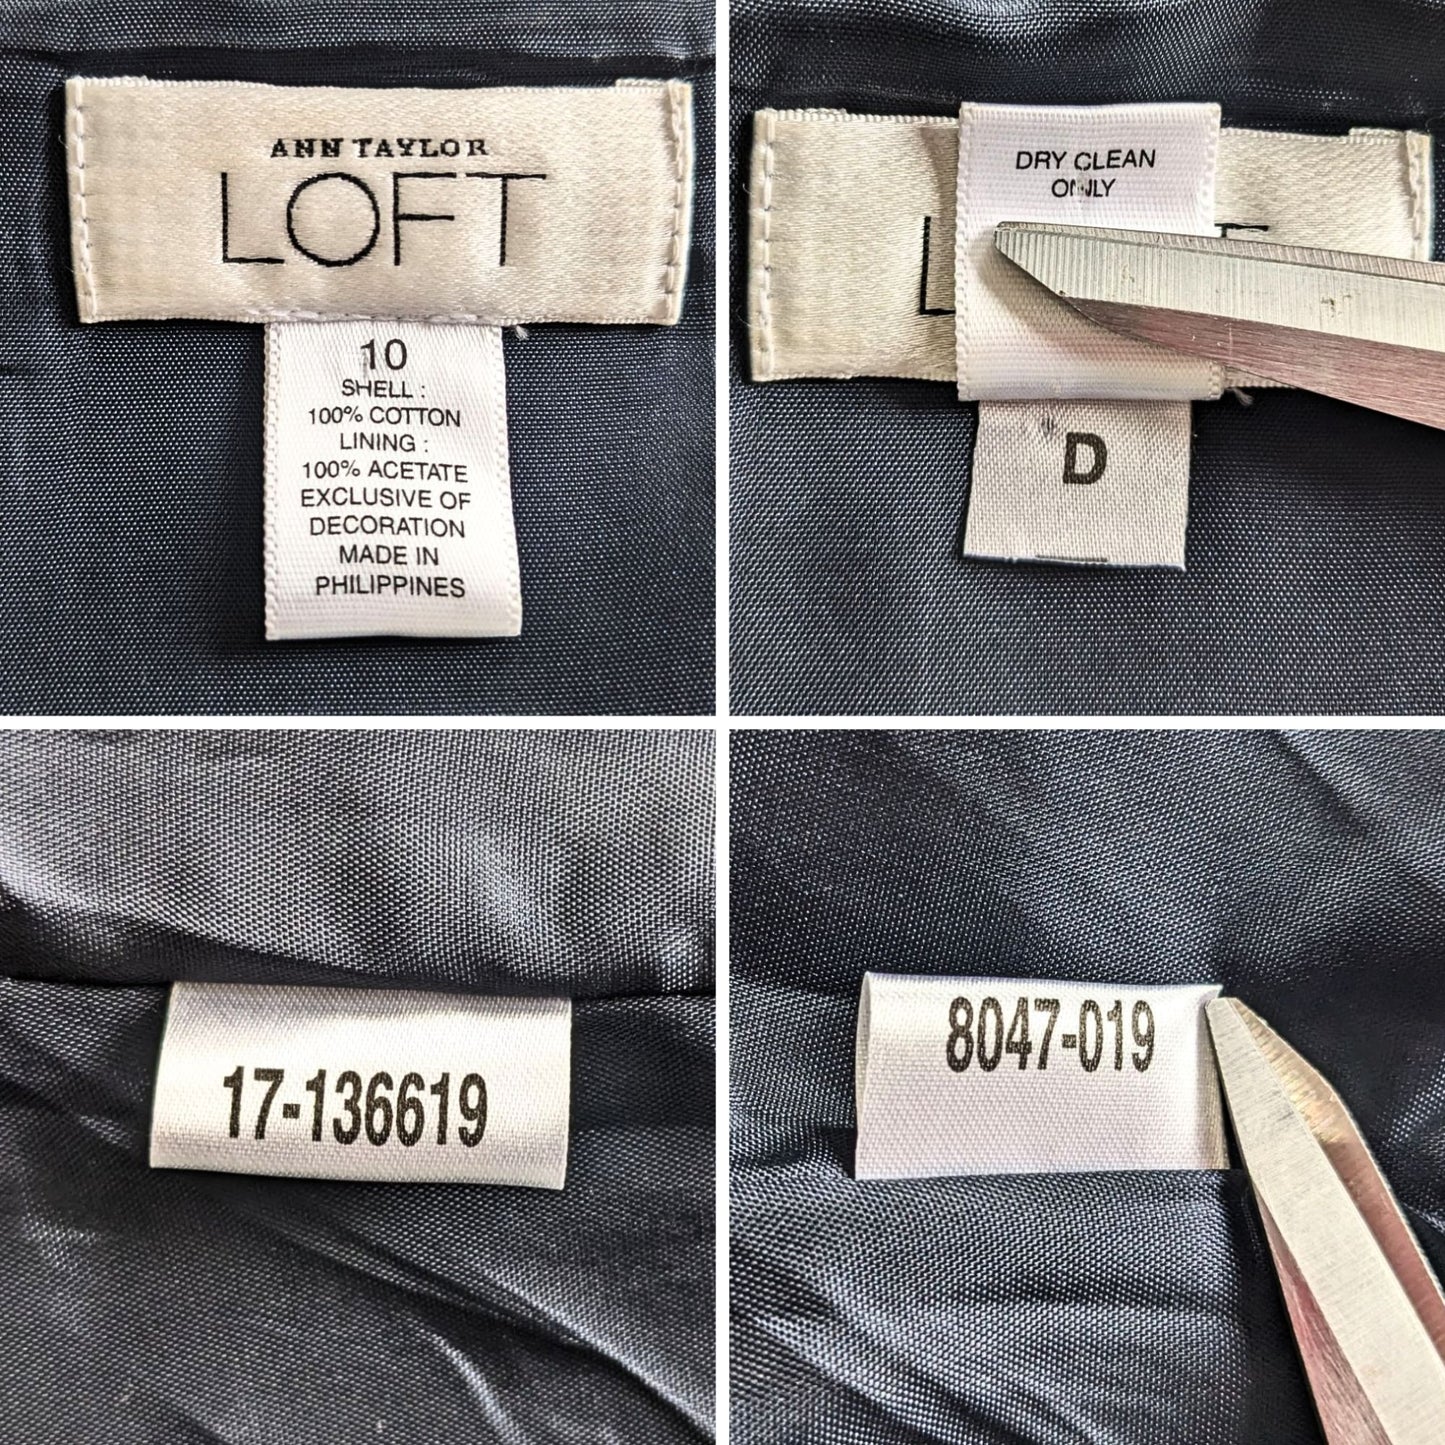 ANN TAYLOR
LOFT
10
SHELL :
100% COTTON
LINING :
100% ACETATE
EXCLUSIVE OF
DECORATION
MADE IN
PHILIPPINES
DRY CLEAN
ONLY
D
17-136619
8047-019